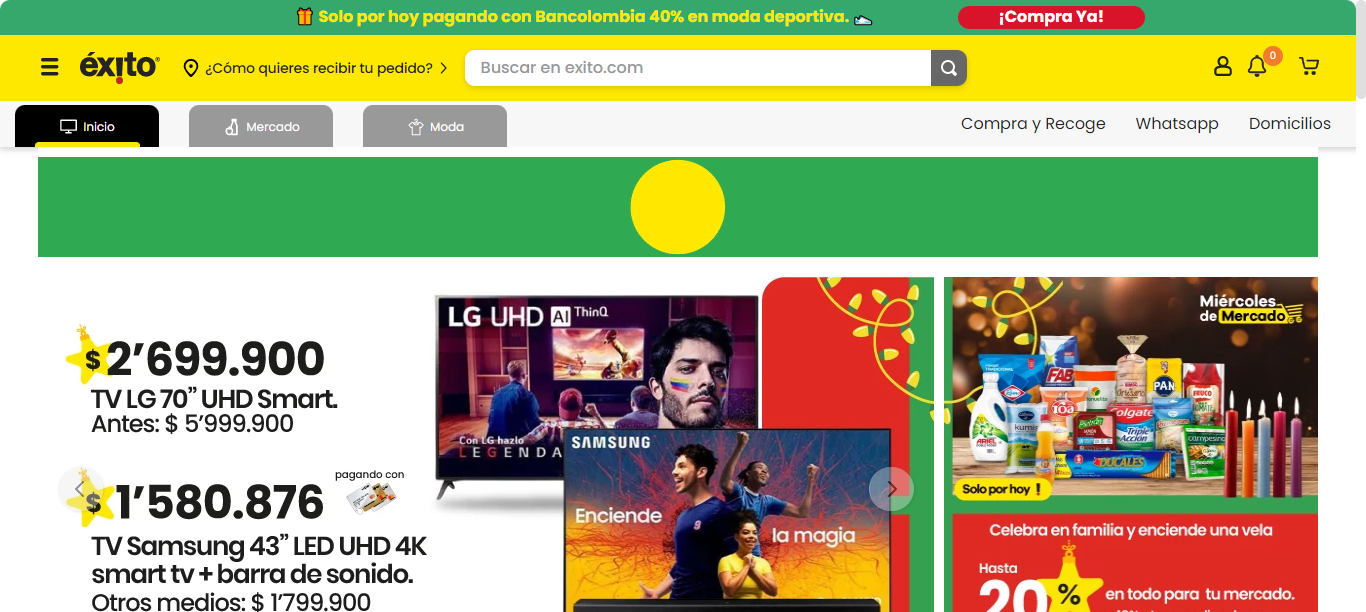 Solo por hoy pagando con Bancolombia 40% en moda deportiva.
¡Compra Ya!
éxito
¿Cómo quieres recibir tu pedido?
Buscar en exito.com
0
Inicio
Mercado
Moda
Compra y Recoge
Whatsapp
Domicilios
$2’699.900
TV LG 70” UHD Smart.
Antes: $ 5’999.900
pagando con
$1’580.876
TV Samsung 43” LED UHD 4K
smart tv + barra de sonido.
Otros medios: $ 1’799.900
LG UHD AI ThinQ
Con LG hazlo
LEGENDA
SAMSUNG
Enciende
la magia
Miércoles
de Mercado
FAB
PAN
Colgate
Triple
Acción
ARIEL
DUCALES
campesino
Solo por hoy !
Celebra en familia y enciende una vela
Hasta
20 %
en todo para tu mercado.